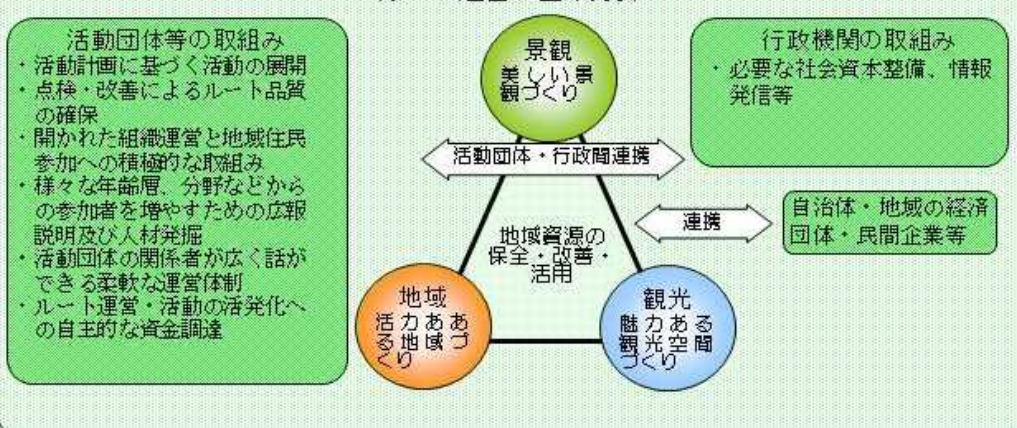 活動団体等の取組み
・活動計画に基づく活動の展開
・点検・改善によるルート品質
の確保
・開かれた組織運営と地域住民
参加への積極的な取組み
・様々な年齢層、分野などから
の参加者を増やすための広報
説明及び人材発掘
・活動団体の関係者が広く話が
できる柔軟な運営体制
・ルート運営・活動の活発化へ
の自主的な資金調達
景観
美しい景
観づくり
活動団体・行政間連携
地域資源の
保全・改善・
活用
地域
活力ああ
る地域づ
くり
観光
魅力ある
観光空間
づくり
行政機関の取組み
・必要な社会資本整備、情報
発信等
連携
自治体・地域の経済
団体・民間企業等